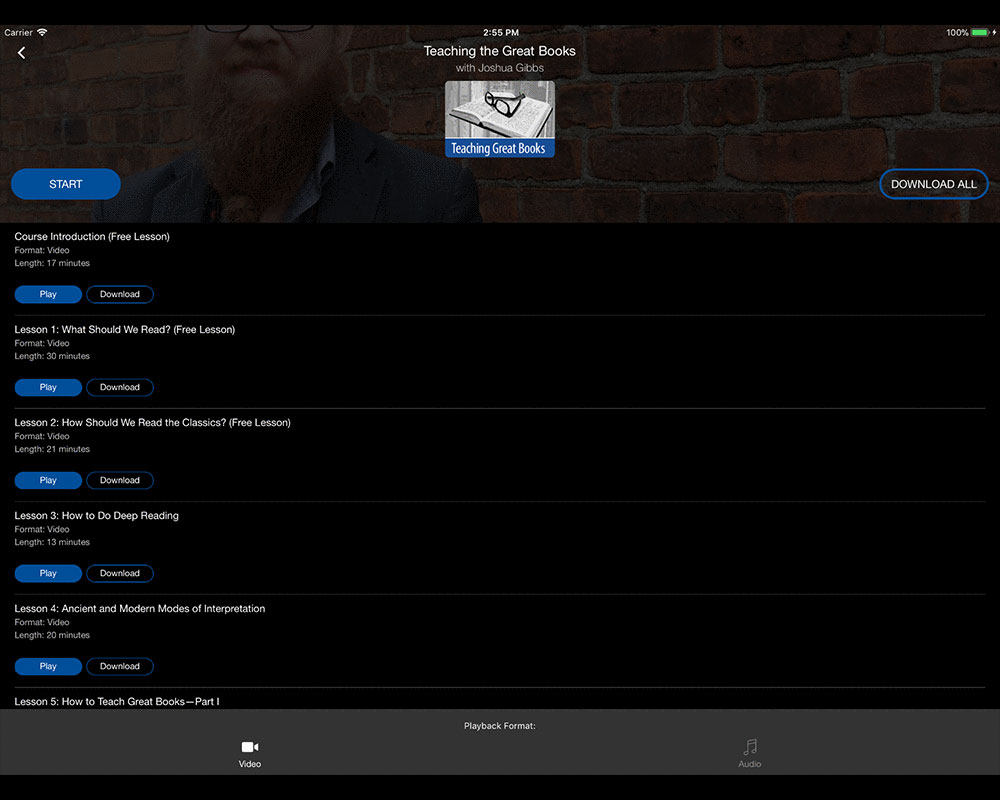 Carrier
2:55 PM
100%
Teaching the Great Books
with Joshua Gibbs
Teaching Great Books
START
DOWNLOAD ALL
Course Introduction (Free Lesson)
Format: Video
Length: 17 minutes
Play Download
Lesson 1: What Should We Read? (Free Lesson)
Format: Video
Length: 30 minutes
Play Download
Lesson 2: How Should We Read the Classics? (Free Lesson)
Format: Video
Length: 21 minutes
Play Download
Lesson 3: How to Do Deep Reading
Format: Video
Length: 13 minutes
Play Download
Lesson 4: Ancient and Modern Modes of Interpretation
Format: Video
Length: 20 minutes
Play Download
Lesson 5: How to Teach Great Books—Part I
Playback Format:
Video
Audio